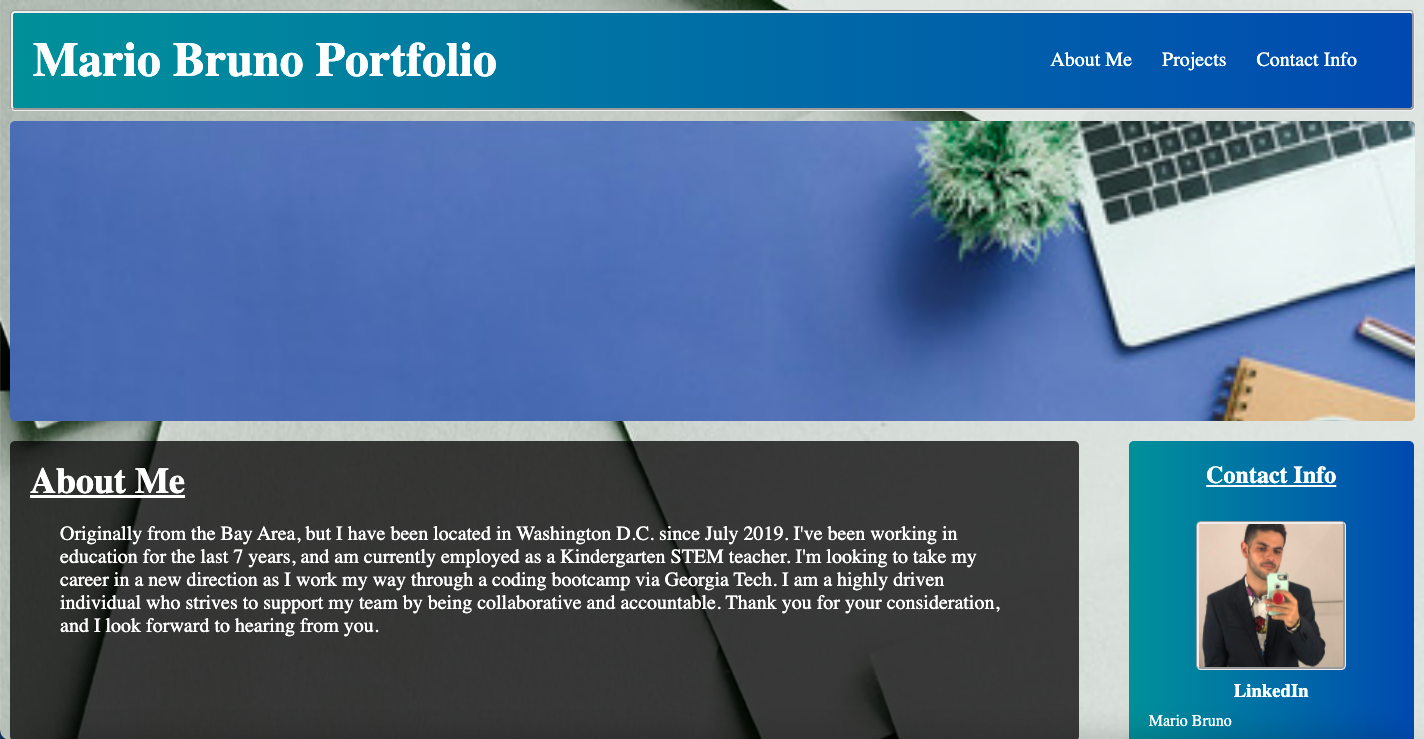 Mario Bruno Portfolio
About Me
Projects
Contact Info
About Me
Originally from the Bay Area, but I have been located in Washington D.C. since July 2019. I've been working in
education for the last 7 years, and am currently employed as a Kindergarten STEM teacher. I'm looking to take my
career in a new direction as I work my way through a coding bootcamp via Georgia Tech. I am a highly driven
individual who strives to support my team by being collaborative and accountable. Thank you for your consideration,
and I look forward to hearing from you.
Contact Info
LinkedIn
Mario Bruno